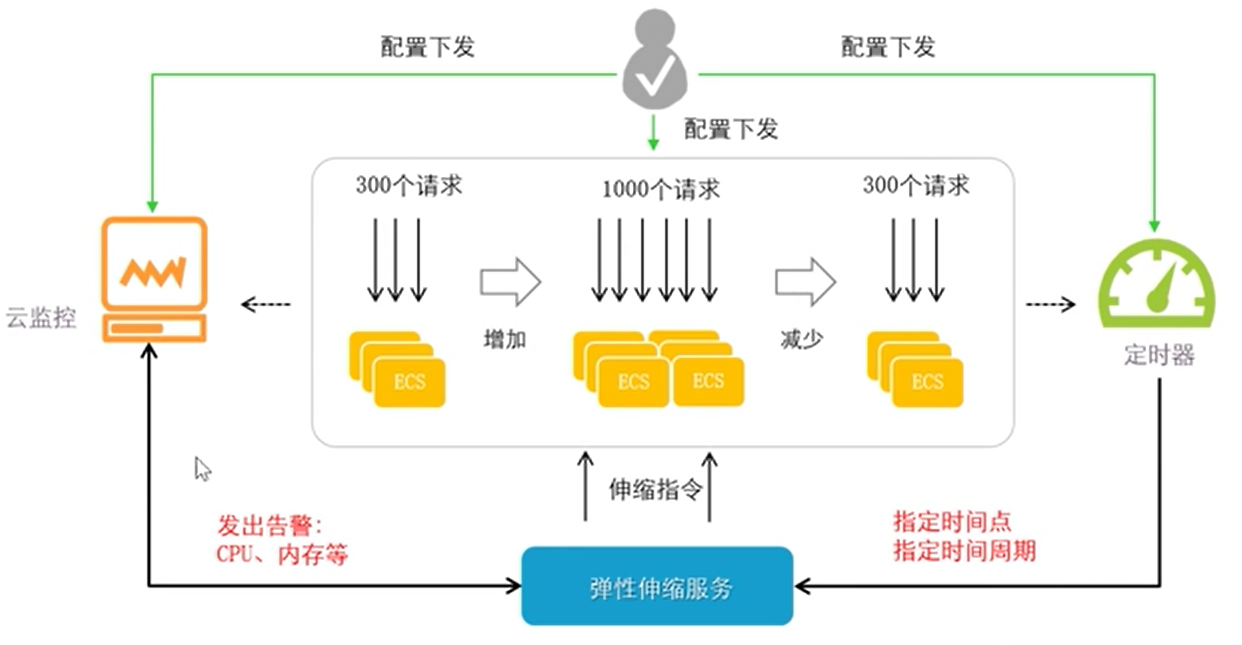 配置下发
配置下发
配置下发
300个请求
1000个请求
300个请求
云监控
增加
减少
定时器
ECS
ECS
ECS
ECS
伸缩指令
发出告警:
CPU、内存等
指定时间点
指定时间周期
弹性伸缩服务